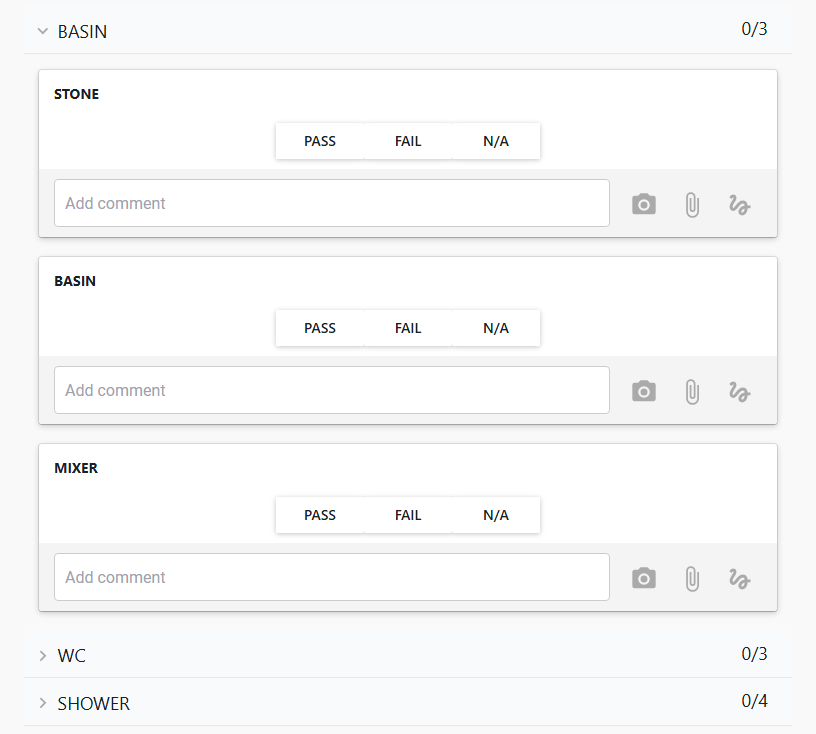 BASIN 0/3
STONE
PASS FAIL N/A
Add comment
BASIN
PASS FAIL N/A
Add comment
MIXER
PASS FAIL N/A
Add comment
WC 0/3
SHOWER 0/4